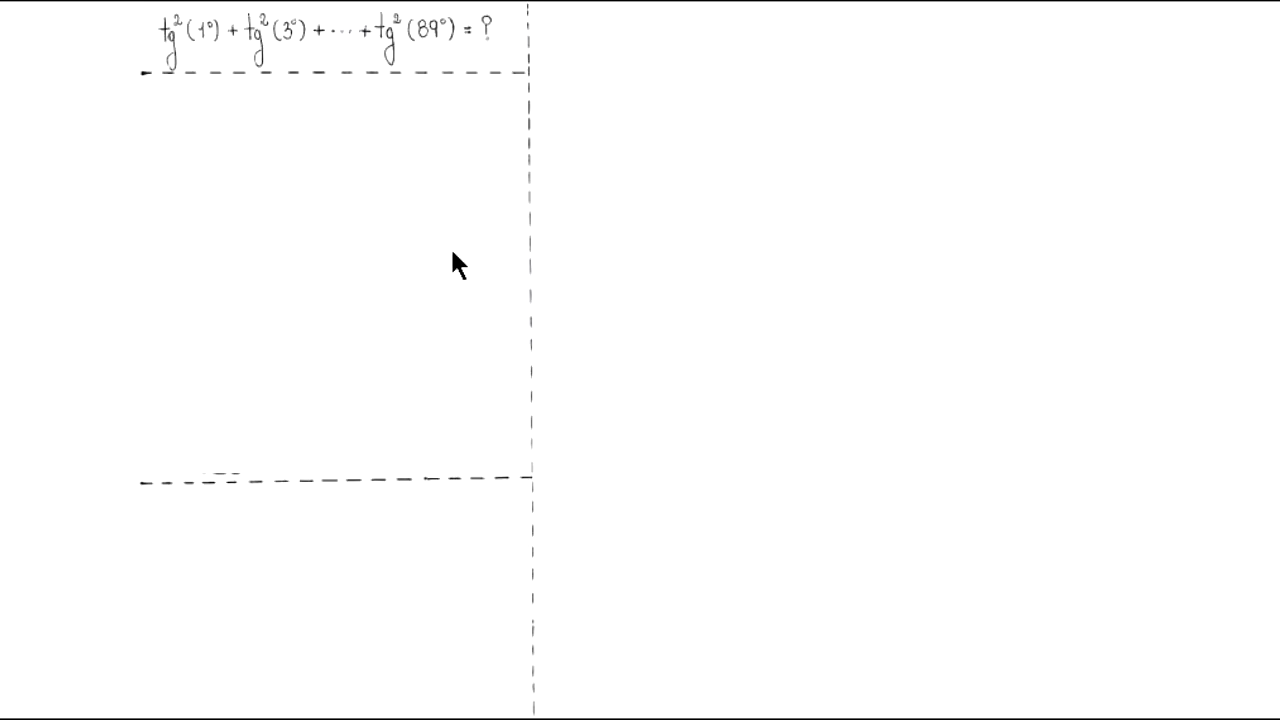 tg²(1°) + tg²(3°) + ... + tg²(89°) = ?